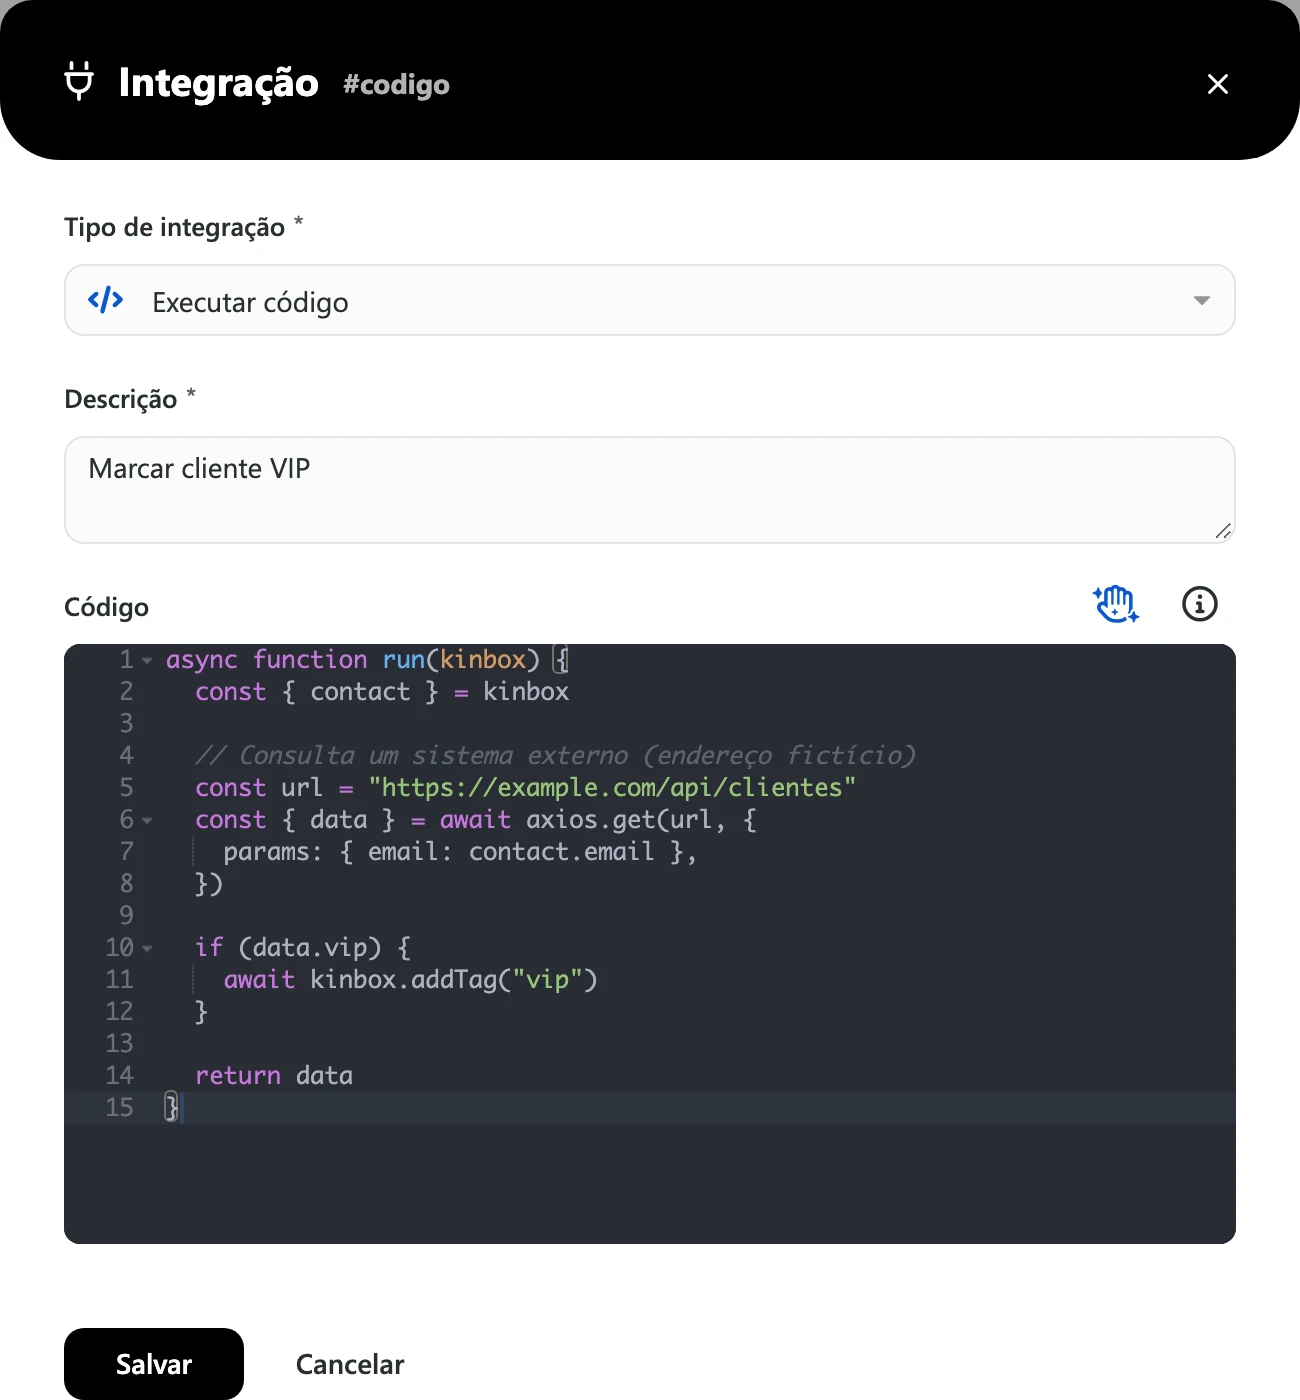 Integração #codigo
Tipo de integração *
Executar código
Descrição *
Marcar cliente VIP
Código
1 async function run(kinbox) {
2   const { contact } = kinbox
3
4   // Consulta um sistema externo (endereço fictício)
5   const url = "https://example.com/api/clientes"
6   const { data } = await axios.get(url, {
7     params: { email: contact.email },
8   })
9
10   if (data.vip) {
11     await kinbox.addTag("vip")
12   }
13
14   return data
15 }
Salvar Cancelar